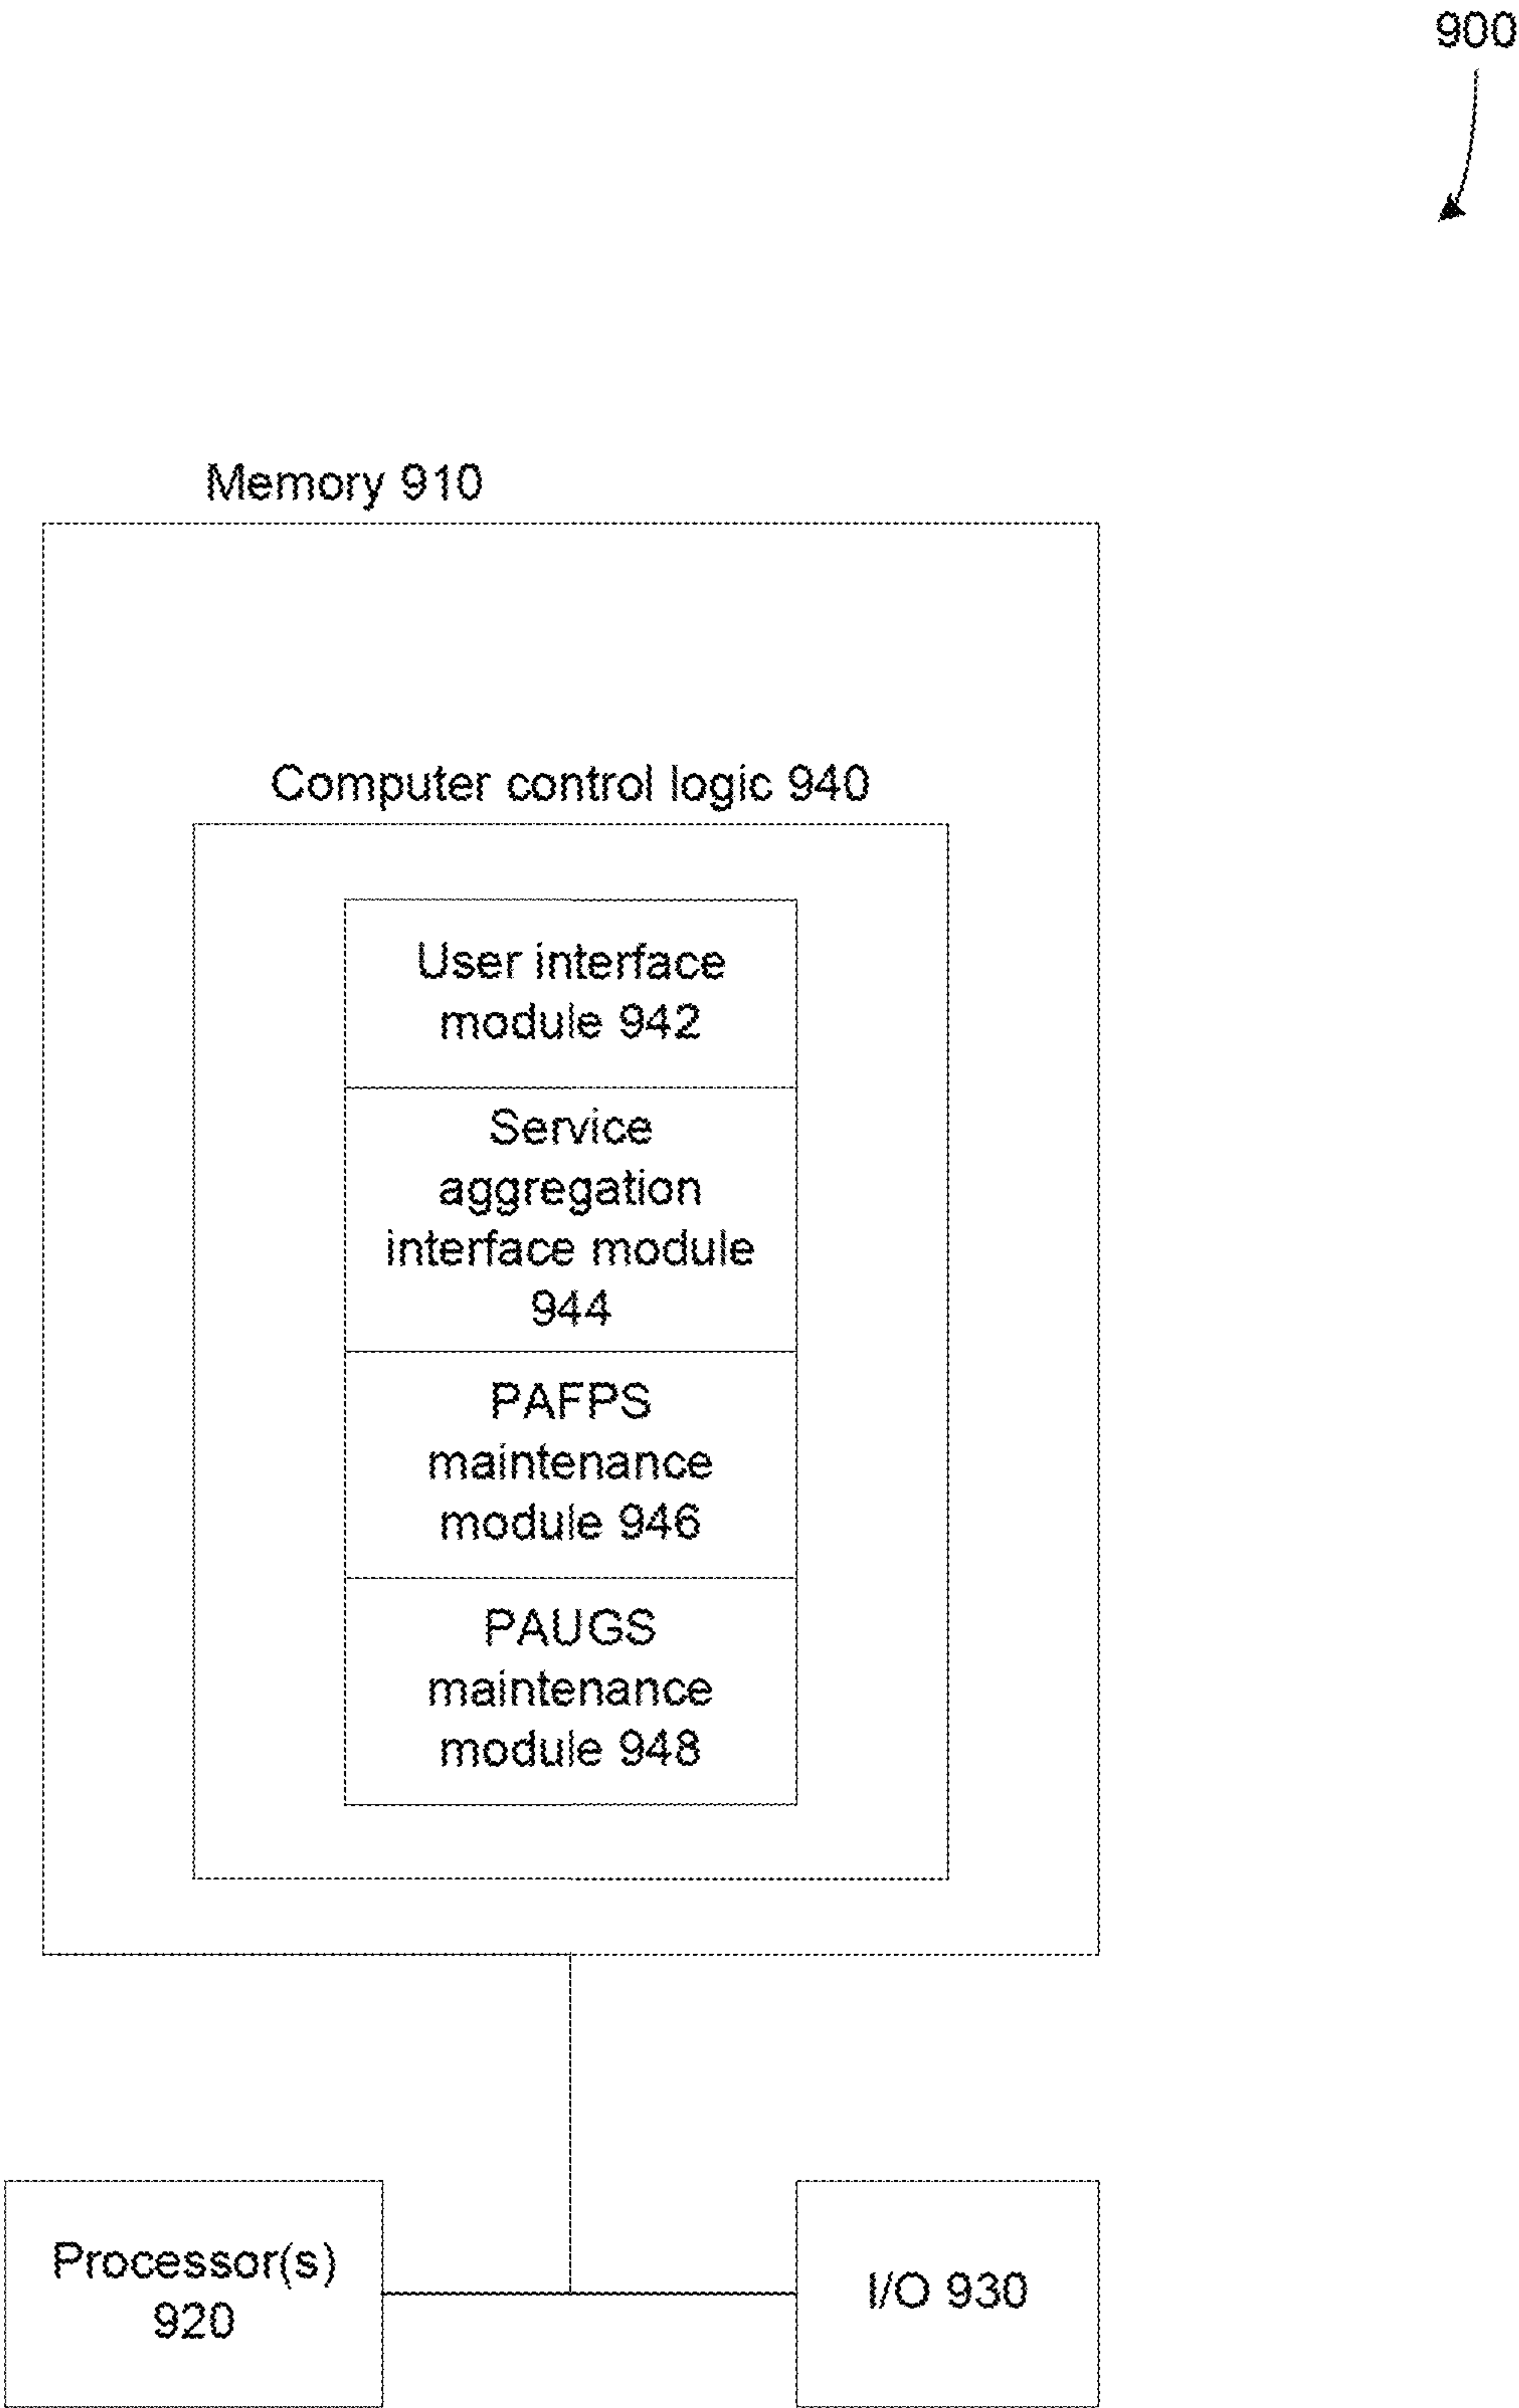 900
Memory 910
Computer control logic 940
User interface
module 942
Service
aggregation
interface module
944
PAFPS
maintenance
module 946
PAUGS
maintenance
module 948
Processor(s)
920
I/O 930